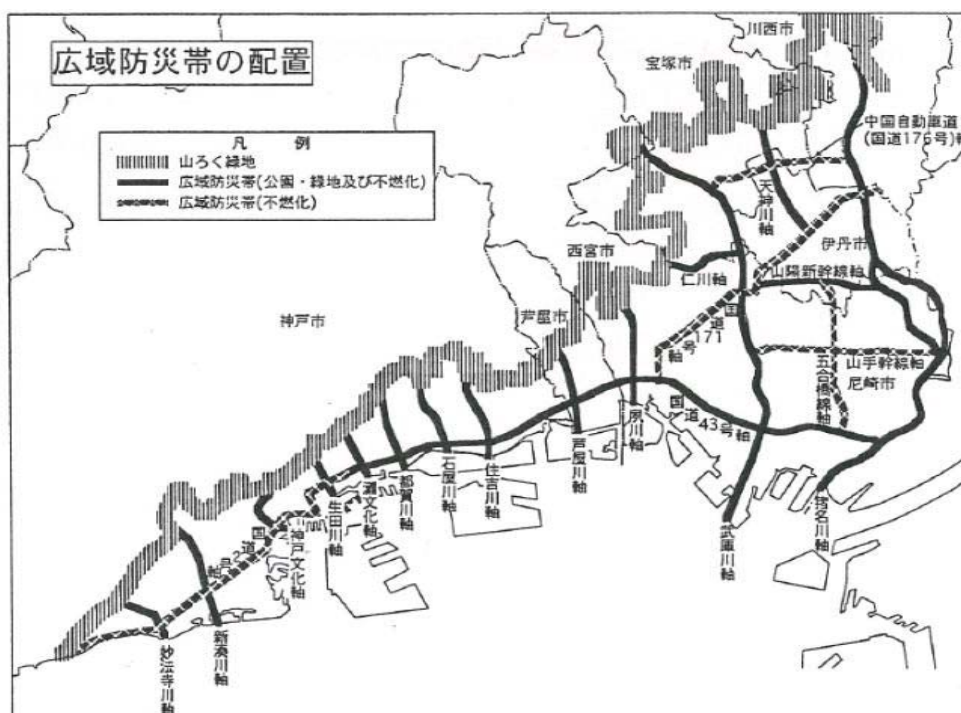 広域防災帯の配置
凡 例
山ろく緑地
広域防災帯(公園・緑地及び不燃化)
広域防災帯(不燃化)
川西市
宝塚市
中国自動車道
(国道176号)軸
天神川軸
伊丹市
西宮市
仁川軸
山陽新幹線軸
芦屋市
神戸市
国道171号軸
山手幹線軸
尼崎市
五合橋線軸
国道43号軸
夙川軸
芦屋川軸
住吉川軸
石屋川軸
都賀川軸
灘文化軸
生田川軸
神戸文化軸
国道2号軸
武庫川軸
猪名川軸
新湊川軸
妙法寺川軸